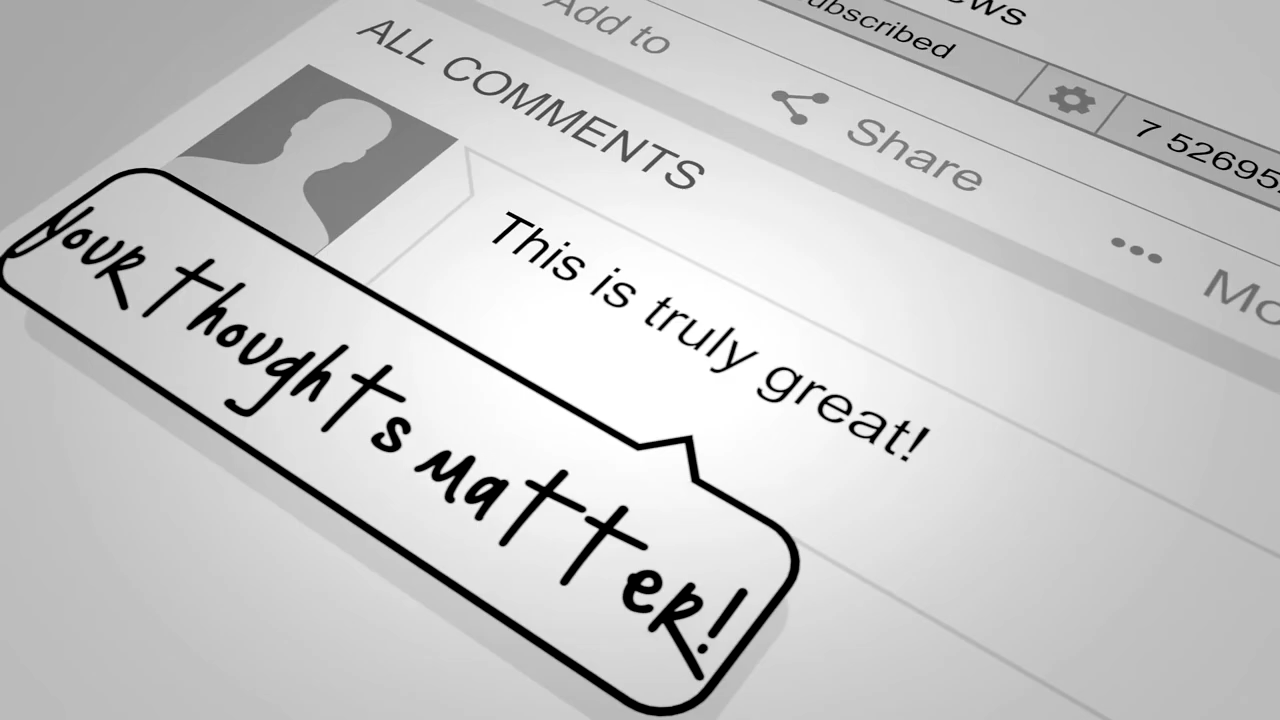 Add to
Share
ALL COMMENTS
This is truly great!
YOUR thoughts MatteR!